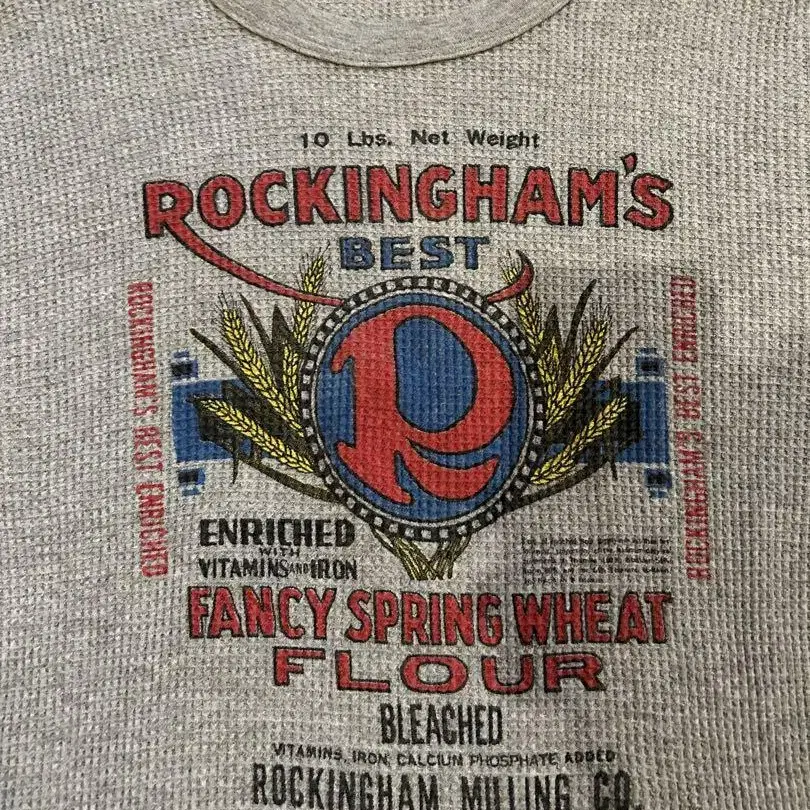 10 Lbs. Net Weight
ROCKINGHAM'S
BEST
ROCKINGHAM'S BEST ENRICHED
R
ROCKINGHAM'S BEST ENRICHED
ENRICHED
WITH
VITAMINS AND IRON
FANCY SPRING WHEAT
FLOUR
BLEACHED
VITAMINS, IRON, CALCIUM PHOSPHATE ADDED
ROCKINGHAM MILLING CO.